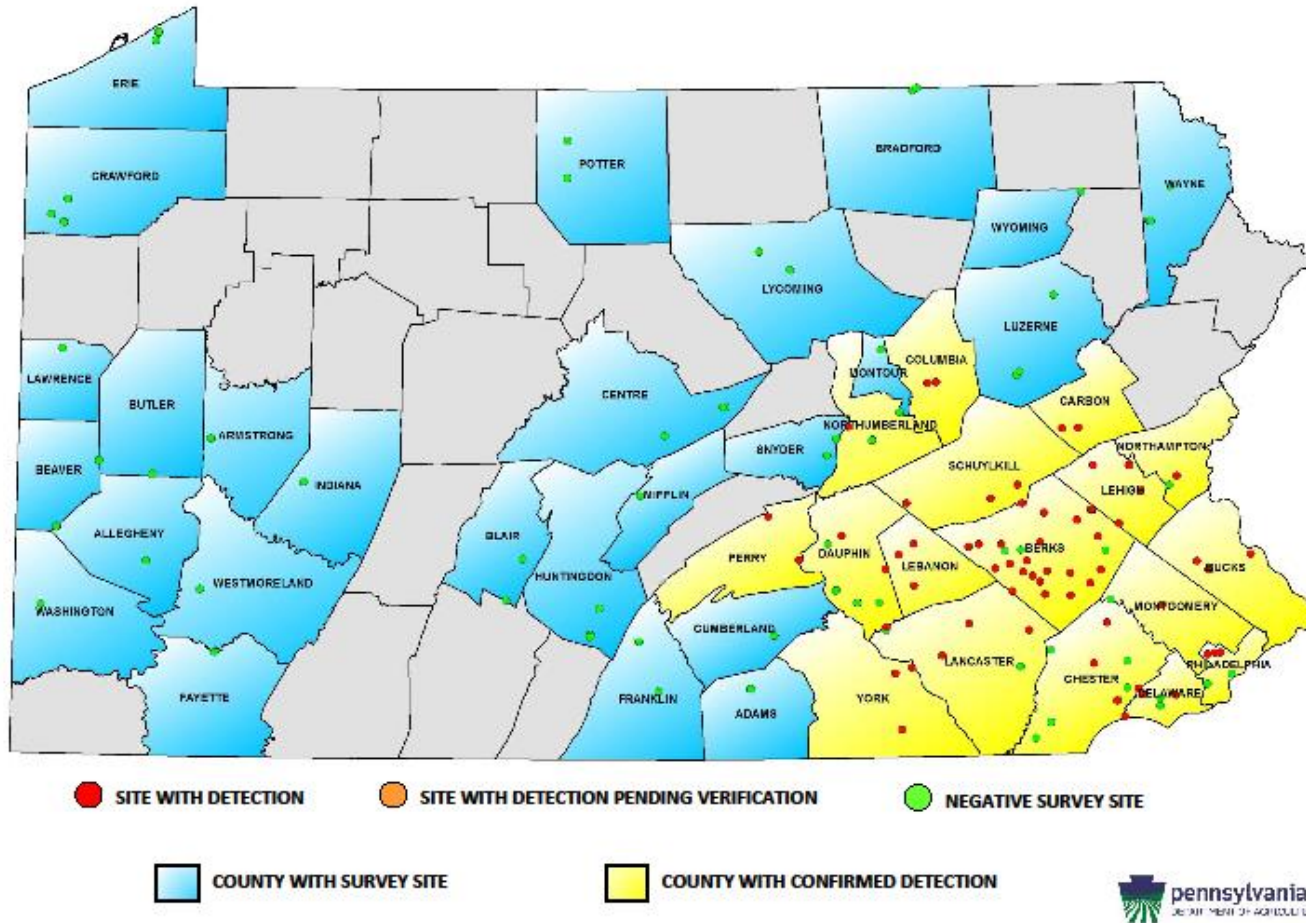 ERIE
CRAWFORD
POTTER
BRADFORD
WAYNE
WYOMING
LYCOMING
LUZERNE
LAWRENCE
BUTLER
ARMSTRONG
CENTRE
MONTOUR
COLUMBIA
CARBON
NORTHUMBERLAND
NORTHAMPTON
BEAVER
INDIANA
SNYDER
SCHUYLKILL
LEHIGH
ALLEGHENY
MIFFLIN
BLAIR
HUNTINGDON
PERRY
DAUPHIN
LEBANON
BERKS
BUCKS
WESTMORELAND
WASHINGTON
MONTGOMERY
CUMBERLAND
LANCASTER
PHILADELPHIA
CHESTER
DELAWARE
FAYETTE
FRANKLIN
ADAMS
YORK
SITE WITH DETECTION
SITE WITH DETECTION PENDING VERIFICATION
NEGATIVE SURVEY SITE
COUNTY WITH SURVEY SITE
COUNTY WITH CONFIRMED DETECTION
pennsylvania
DEPARTMENT OF AGRICULTU